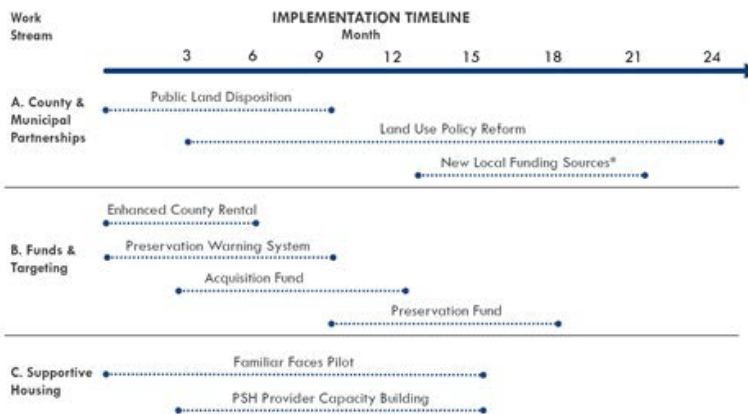 Work
Stream
IMPLEMENTATION TIMELINE
Month
3 6 9 12 15 18 21 24
A. County &
Municipal
Partnerships
Public Land Disposition
Land Use Policy Reform
New Local Funding Sources*
B. Funds &
Targeting
Enhanced County Rental
Preservation Warning System
Acquisition Fund
Preservation Fund
C. Supportive
Housing
Familiar Faces Pilot
PSH Provider Capacity Building